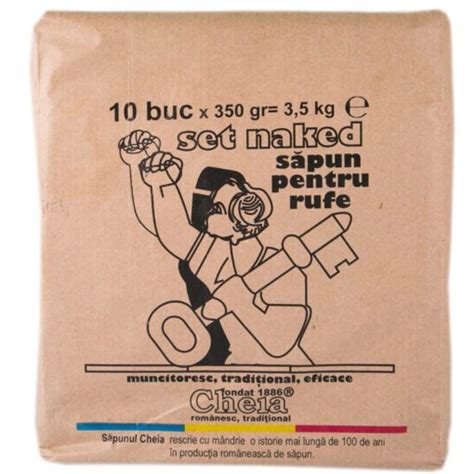 10 buc x 350 gr= 3,5 kg ℮
set naked
săpun
pentru
rufe
muncitoresc, tradițional, eficace
fondat 1886®
Cheia
românesc, tradițional
Săpunul Cheia rescrie cu mândrie o istorie mai lungă de 100 de ani
în producția românească de săpun.